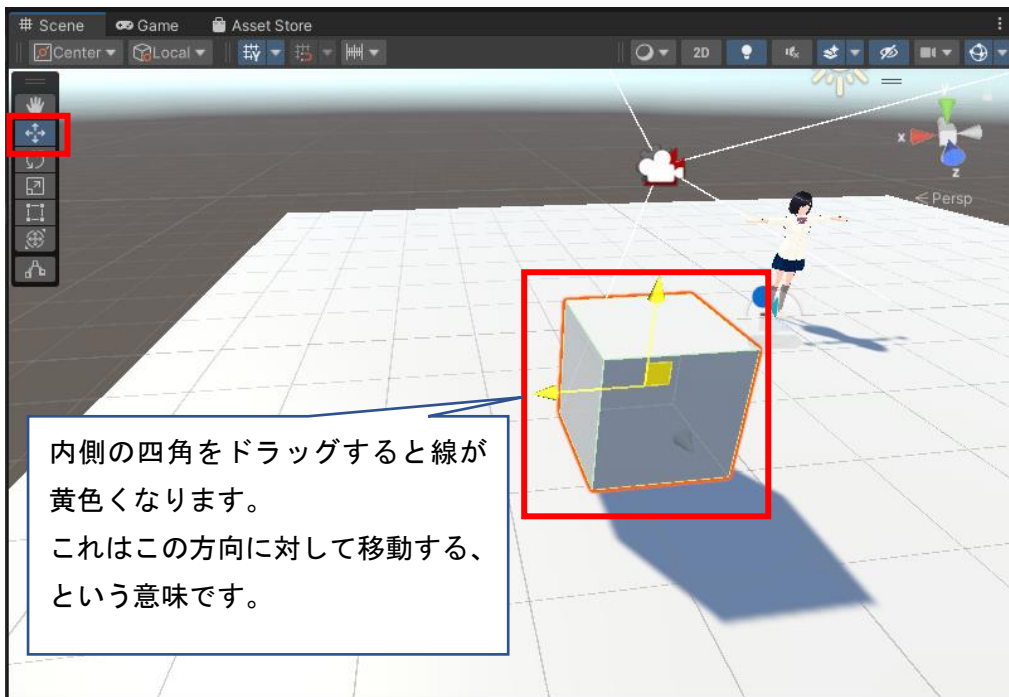 Scene Game Asset Store
Center Local 2D
y
x
z
Persp
内側の四角をドラッグすると線が
黄色くなります。
これはこの方向に対して移動する、
という意味です。